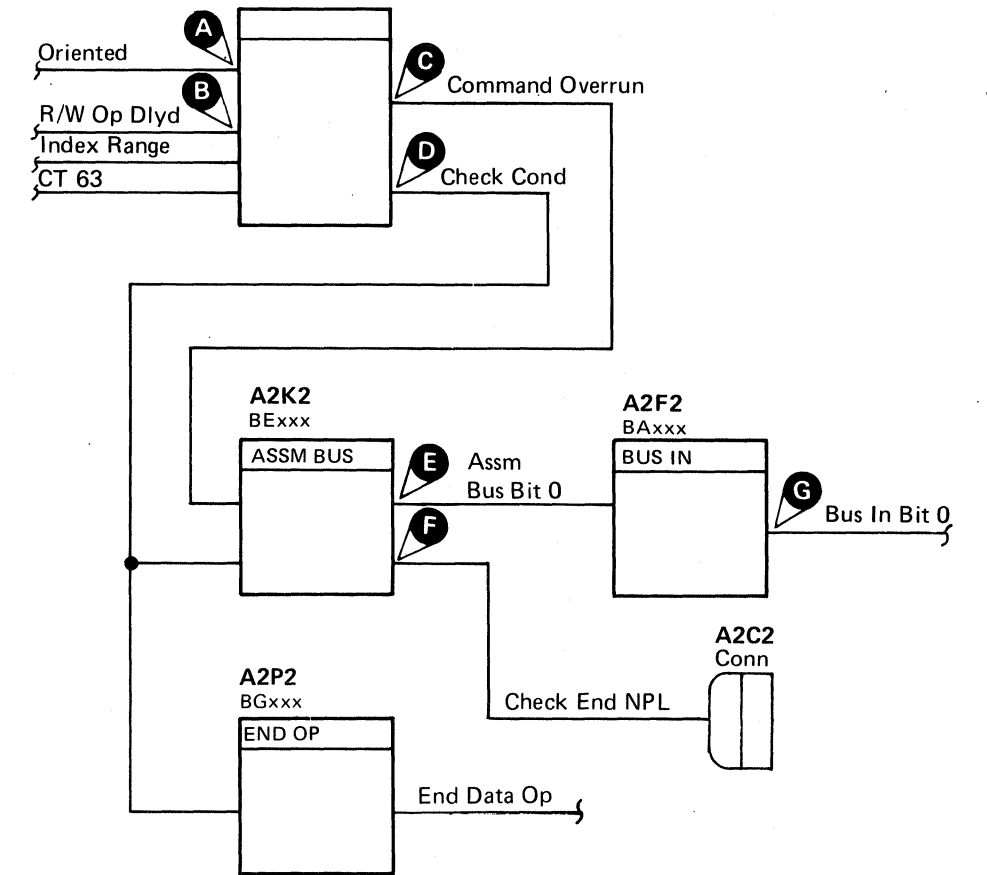 A
Oriented
C
Command Overrun
B
R/W Op Dlyd
Index Range
D
Check Cond
CT 63
A2K2
BExxx
ASSM BUS
E
Assm
Bus Bit 0
F
A2F2
BAxxx
BUS IN
G
Bus In Bit 0
A2C2
Conn
A2P2
BGxxx
END OP
Check End NPL
End Data Op